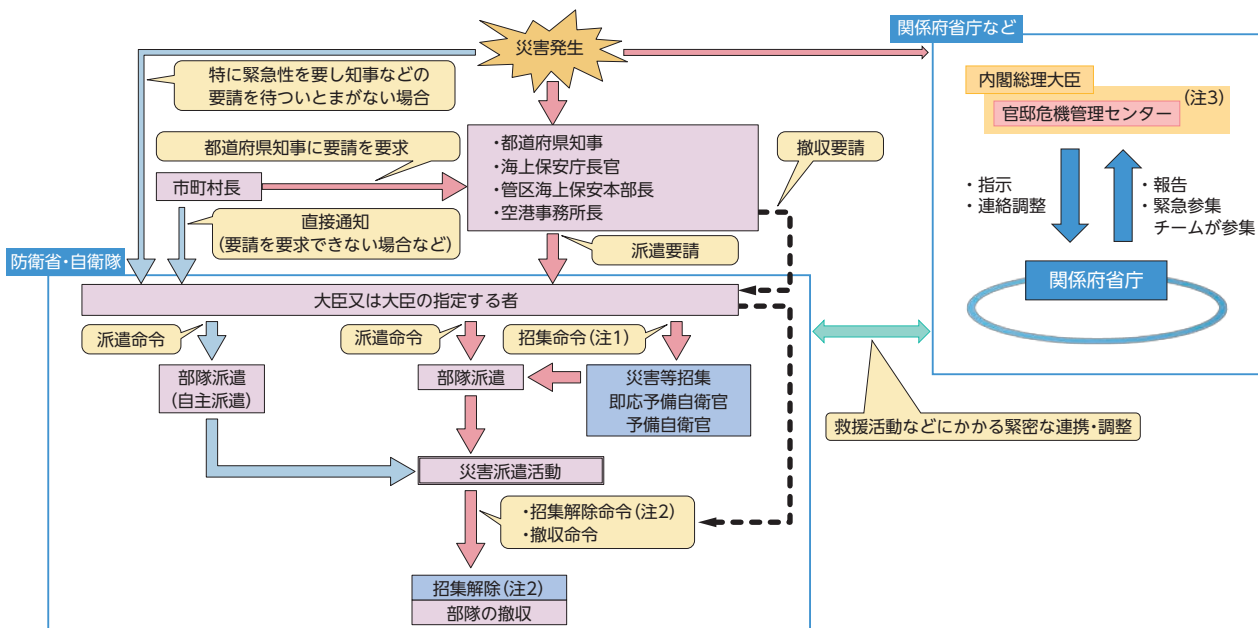 災害発生
関係府省庁など
特に緊急性を要し知事などの
要請を待ついとまがない場合
内閣総理大臣
官邸危機管理センター
(注3)
都道府県知事に要請を要求
・都道府県知事
・海上保安庁長官
・管区海上保安本部長
・空港事務所長
撤収要請
市町村長
・指示
・連絡調整
・報告
・緊急参集
チームが参集
直接通知
(要請を要求できない場合など)
派遣要請
防衛省・自衛隊
関係府省庁
大臣又は大臣の指定する者
派遣命令
派遣命令
招集命令(注1)
部隊派遣
(自主派遣)
部隊派遣
災害等招集
即応予備自衛官
予備自衛官
救援活動などにかかる緊密な連携・調整
災害派遣活動
・招集解除命令(注2)
・撤収命令
招集解除(注2)
部隊の撤収